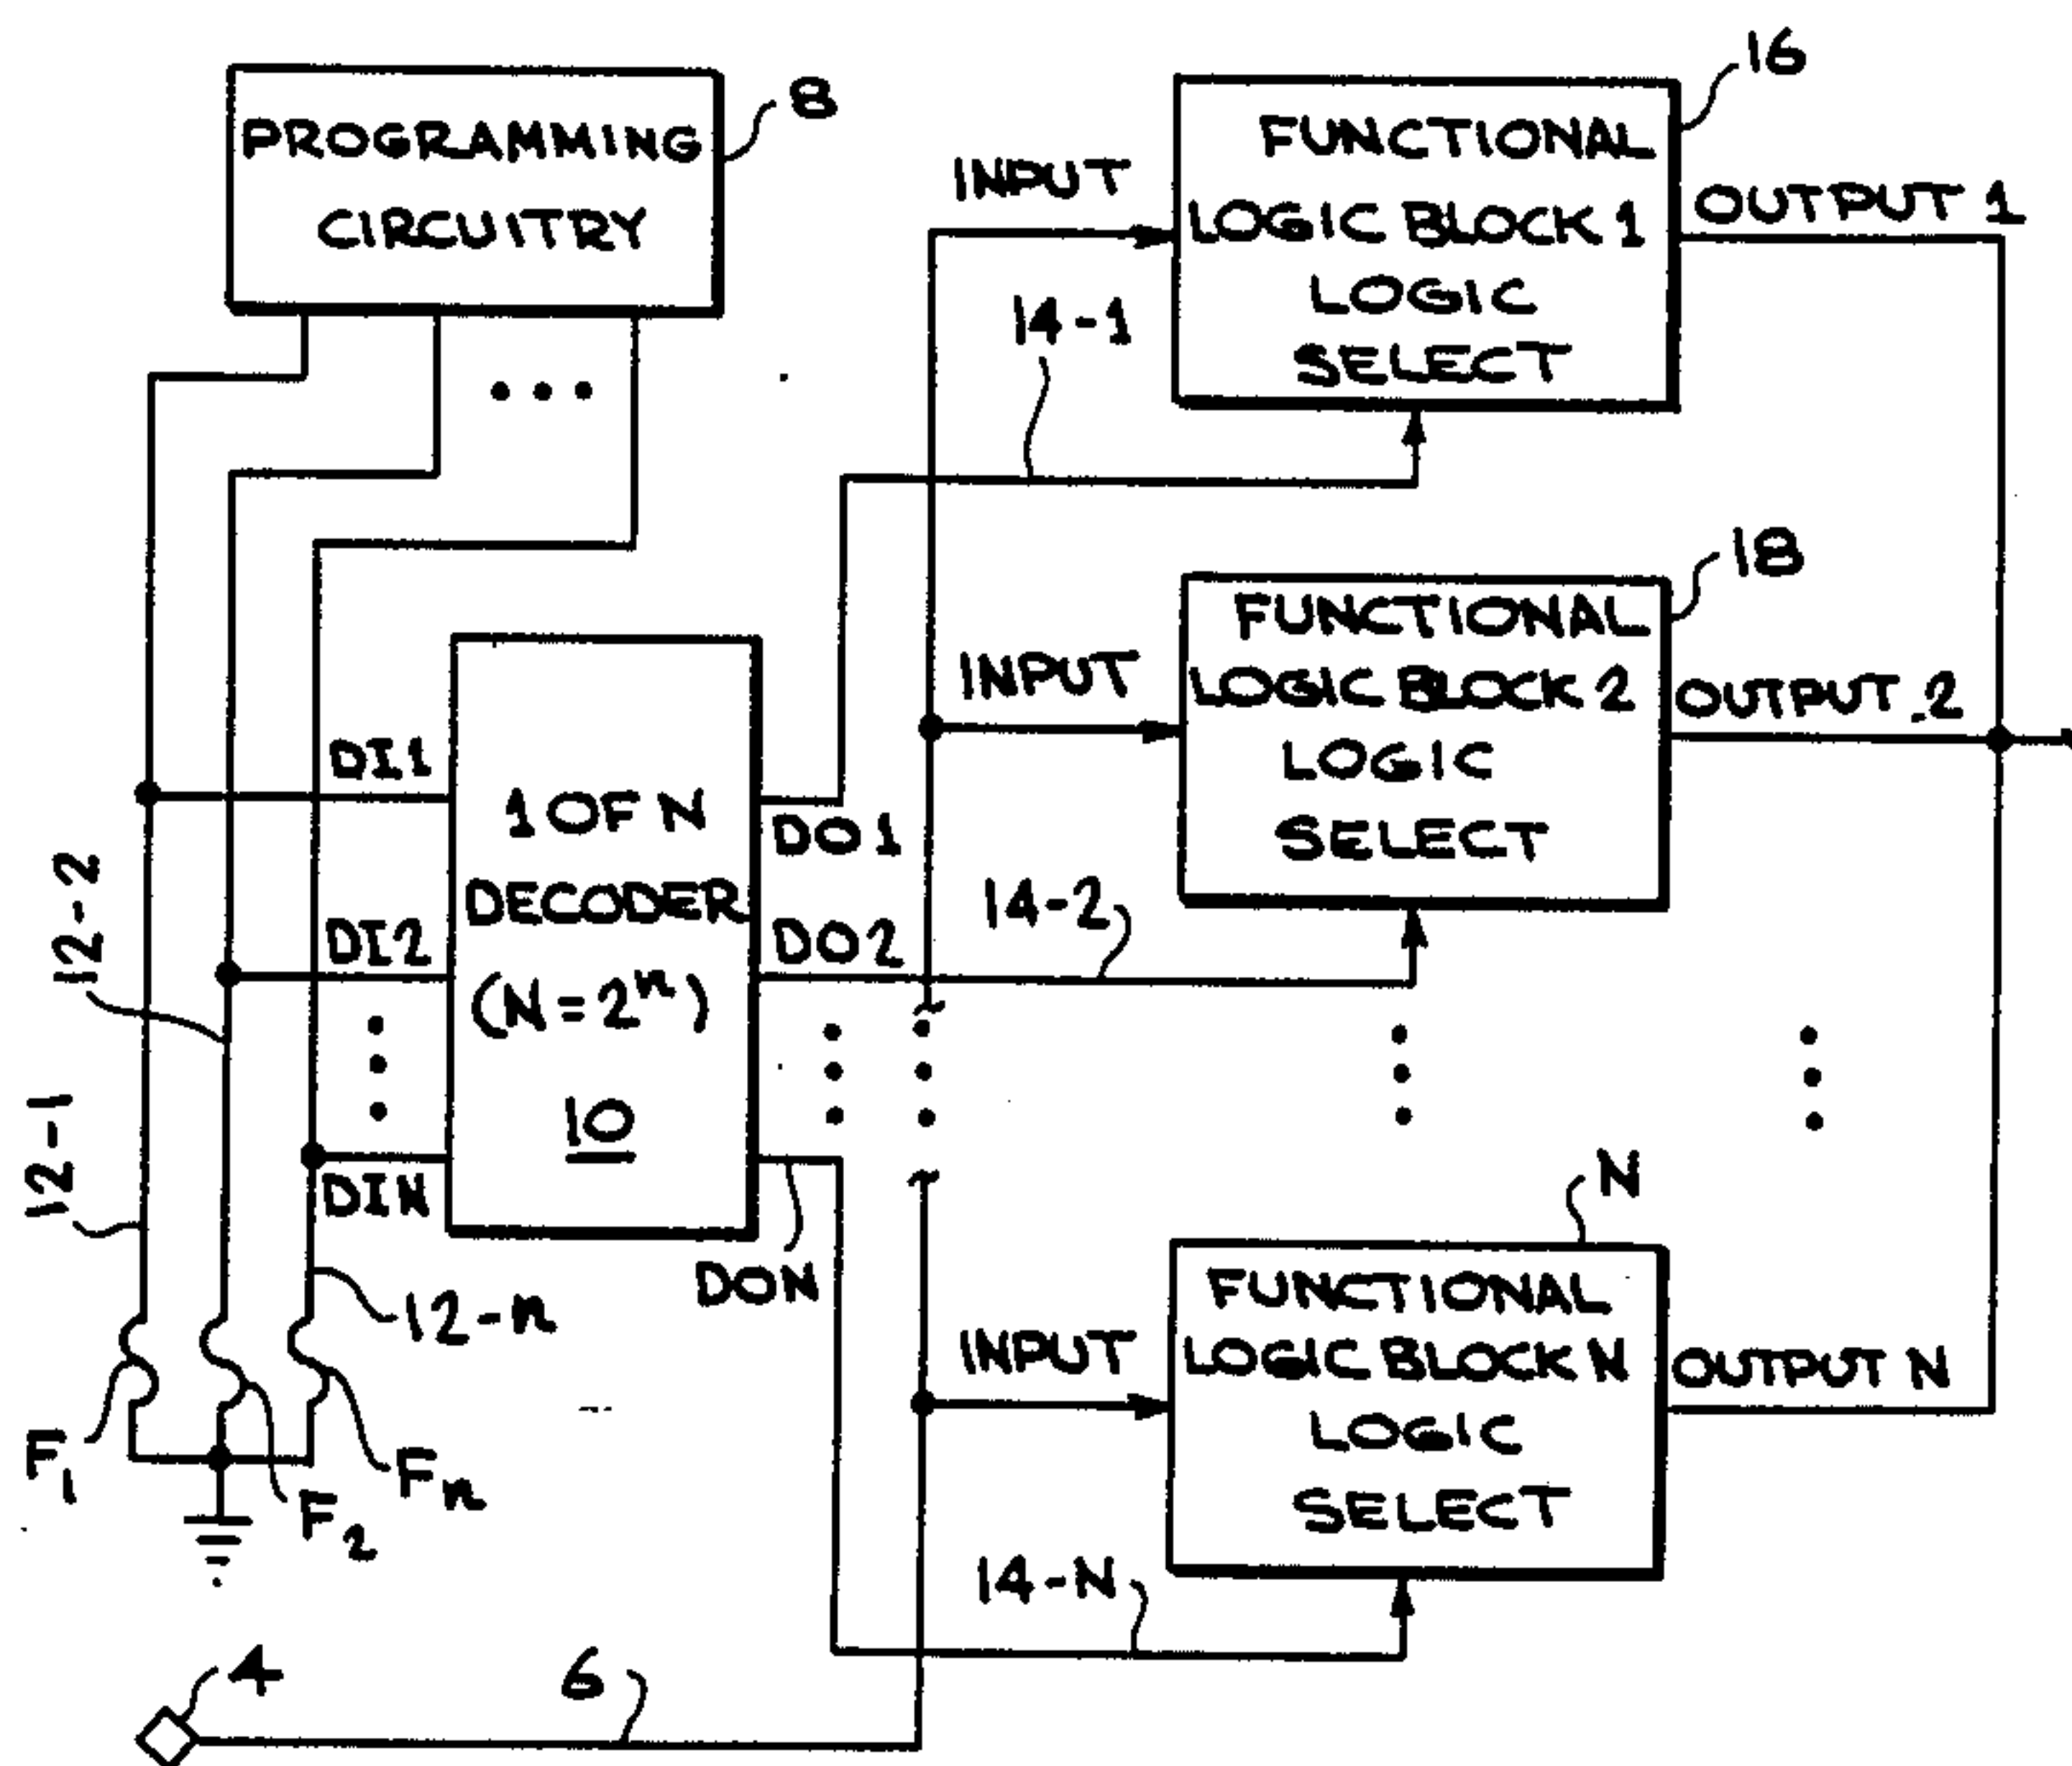 PROGRAMMING
CIRCUITRY
8
FUNCTIONAL
LOGIC BLOCK 1
LOGIC
SELECT
16
INPUT
OUTPUT 1
14-1
FUNCTIONAL
LOGIC BLOCK 2
LOGIC
SELECT
18
INPUT
OUTPUT 2
14-2
1 OF N
DECODER
(N=2ⁿ)
10
DI1
DI2
DIN
DO1
DO2
DON
12-2
12-1
12-n
F1
F2
Fn
FUNCTIONAL
LOGIC BLOCK N
LOGIC
SELECT
N
INPUT
OUTPUT N
14-N
4
6